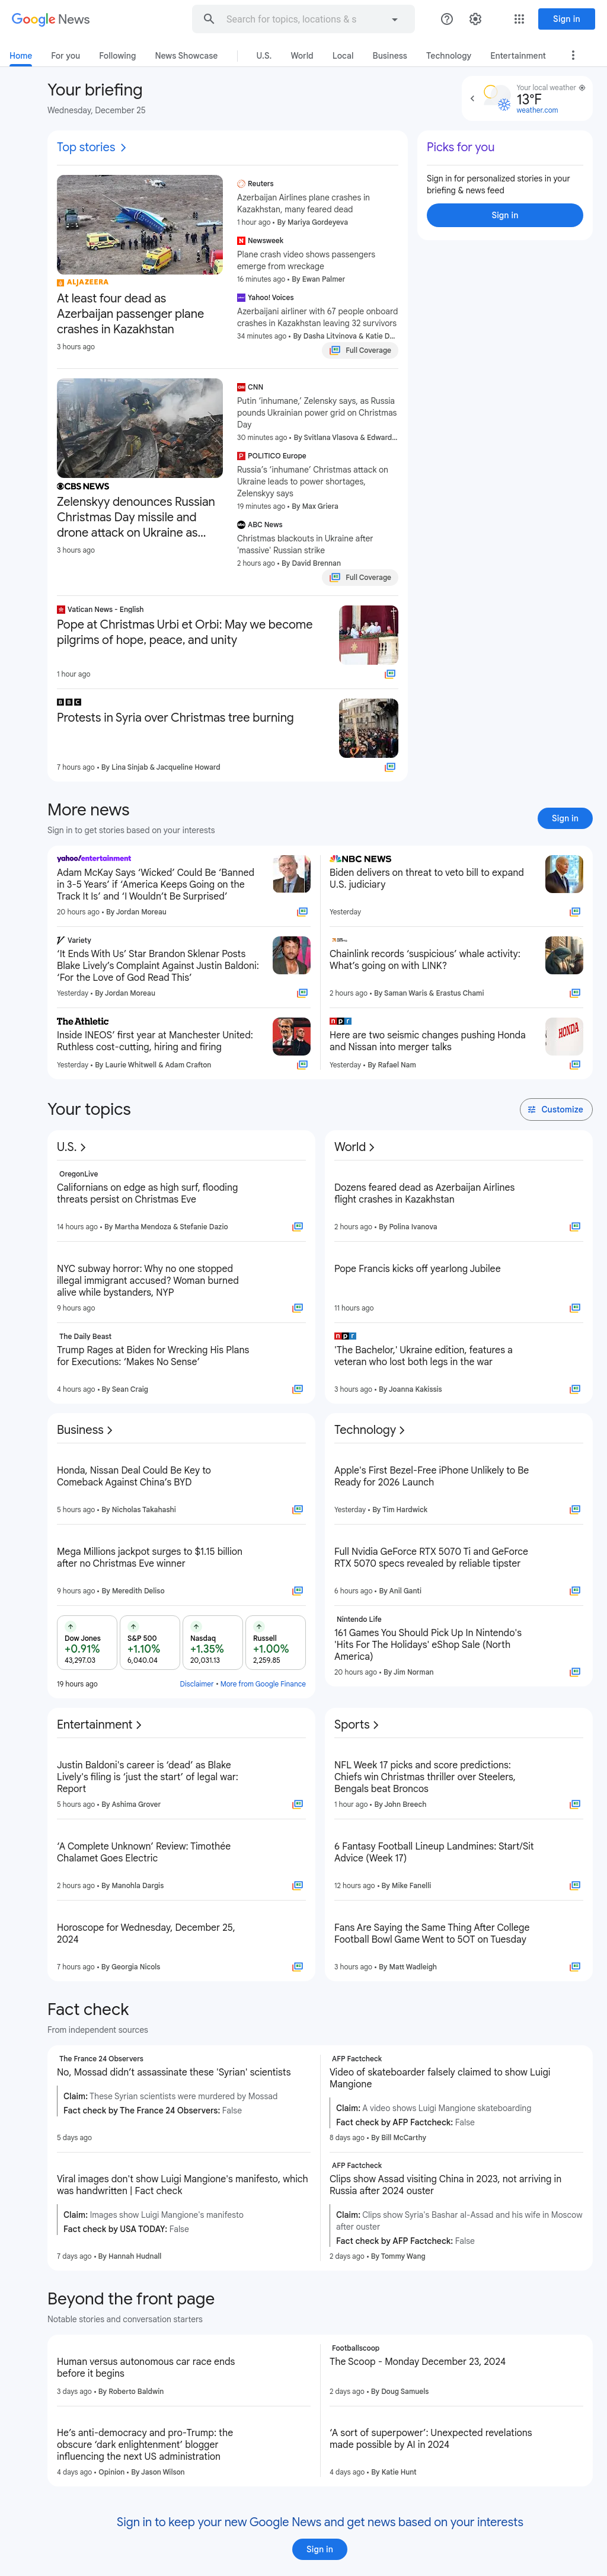 Google News
Search for topics, locations & s
Sign in
Home
For you
Following
News Showcase
U.S.
World
Local
Business
Technology
Entertainment
Your briefing
Wednesday, December 25
Your local weather
13°F
weather.com
Top stories
ALJAZEERA
At least four dead as
Azerbaijan passenger plane
crashes in Kazakhstan
3 hours ago
Reuters
Azerbaijan Airlines plane crashes in
Kazakhstan, many feared dead
1 hour ago • By Mariya Gordeyeva
Newsweek
Plane crash video shows passengers
emerge from wreckage
16 minutes ago • By Ewan Palmer
Yahoo! Voices
Azerbaijani airliner with 67 people onboard
crashes in Kazakhstan leaving 32 survivors
34 minutes ago • By Dasha Litvinova & Katie D...
Full Coverage
Picks for you
Sign in for personalized stories in your
briefing & news feed
Sign in
CBS NEWS
Zelenskyy denounces Russian
Christmas Day missile and
drone attack on Ukraine as...
3 hours ago
CNN
Putin 'inhumane,' Zelensky says, as Russia
pounds Ukrainian power grid on Christmas
Day
30 minutes ago • By Svitlana Vlasova & Edward...
POLITICO Europe
Russia's 'inhumane' Christmas attack on
Ukraine leads to power shortages,
Zelenskyy says
19 minutes ago • By Max Griera
ABC News
Christmas blackouts in Ukraine after
'massive' Russian strike
2 hours ago • By David Brennan
Full Coverage
Vatican News - English
Pope at Christmas Urbi et Orbi: May we become
pilgrims of hope, peace, and unity
1 hour ago
BBC
Protests in Syria over Christmas tree burning
7 hours ago • By Lina Sinjab & Jacqueline Howard
More news
Sign in to get stories based on your interests
Sign in
yahoo/entertainment
Adam McKay Says 'Wicked' Could Be 'Banned
in 3-5 Years' if 'America Keeps Going on the
Track It Is' and 'I Wouldn't Be Surprised'
20 hours ago • By Jordan Moreau
NBC NEWS
Biden delivers on threat to veto bill to expand
U.S. judiciary
Yesterday
Variety
'It Ends With Us' Star Brandon Sklenar Posts
Blake Lively's Complaint Against Justin Baldoni:
'For the Love of God Read This'
Yesterday • By Jordan Moreau
Chainlink records 'suspicious' whale activity:
What's going on with LINK?
2 hours ago • By Saman Waris & Erastus Chami
The Athletic
Inside INEOS' first year at Manchester United:
Ruthless cost-cutting, hiring and firing
Yesterday • By Laurie Whitwell & Adam Crafton
npr
Here are two seismic changes pushing Honda
and Nissan into merger talks
Yesterday • By Rafael Nam
HONDA
Your topics
Customize
U.S.
OregonLive
Californians on edge as high surf, flooding
threats persist on Christmas Eve
14 hours ago • By Martha Mendoza & Stefanie Dazio
NYC subway horror: Why no one stopped
illegal immigrant accused? Woman burned
alive while bystanders, NYP
9 hours ago
The Daily Beast
Trump Rages at Biden for Wrecking His Plans
for Executions: 'Makes No Sense'
4 hours ago • By Sean Craig
World
Dozens feared dead as Azerbaijan Airlines
flight crashes in Kazakhstan
2 hours ago • By Polina Ivanova
Pope Francis kicks off yearlong Jubilee
11 hours ago
npr
'The Bachelor,' Ukraine edition, features a
veteran who lost both legs in the war
3 hours ago • By Joanna Kakissis
Business
Honda, Nissan Deal Could Be Key to
Comeback Against China's BYD
5 hours ago • By Nicholas Takahashi
Mega Millions jackpot surges to $1.15 billion
after no Christmas Eve winner
9 hours ago • By Meredith Deliso
Dow Jones
+0.91%
43,297.03
S&P 500
+1.10%
6,040.04
Nasdaq
+1.35%
20,031.13
Russell
+1.00%
2,259.85
19 hours ago
Disclaimer • More from Google Finance
Technology
Apple's First Bezel-Free iPhone Unlikely to Be
Ready for 2026 Launch
Yesterday • By Tim Hardwick
Full Nvidia GeForce RTX 5070 Ti and GeForce
RTX 5070 specs revealed by reliable tipster
6 hours ago • By Anil Ganti
Nintendo Life
161 Games You Should Pick Up In Nintendo's
'Hits For The Holidays' eShop Sale (North
America)
20 hours ago • By Jim Norman
Entertainment
Justin Baldoni's career is 'dead' as Blake
Lively's filing is 'just the start' of legal war:
Report
5 hours ago • By Ashima Grover
'A Complete Unknown' Review: Timothée
Chalamet Goes Electric
2 hours ago • By Manohla Dargis
Horoscope for Wednesday, December 25,
2024
7 hours ago • By Georgia Nicols
Sports
NFL Week 17 picks and score predictions:
Chiefs win Christmas thriller over Steelers,
Bengals beat Broncos
1 hour ago • By John Breech
6 Fantasy Football Lineup Landmines: Start/Sit
Advice (Week 17)
12 hours ago • By Mike Fanelli
Fans Are Saying the Same Thing After College
Football Bowl Game Went to 5OT on Tuesday
3 hours ago • By Matt Wadleigh
Fact check
From independent sources
The France 24 Observers
No, Mossad didn't assassinate these 'Syrian' scientists
Claim: These Syrian scientists were murdered by Mossad
Fact check by The France 24 Observers: False
5 days ago
AFP Factcheck
Video of skateboarder falsely claimed to show Luigi
Mangione
Claim: A video shows Luigi Mangione skateboarding
Fact check by AFP Factcheck: False
8 days ago • By Bill McCarthy
Viral images don't show Luigi Mangione's manifesto, which
was handwritten | Fact check
Claim: Images show Luigi Mangione's manifesto
Fact check by USA TODAY: False
7 days ago • By Hannah Hudnall
AFP Factcheck
Clips show Assad visiting China in 2023, not arriving in
Russia after 2024 ouster
Claim: Clips show Syria's Bashar al-Assad and his wife in Moscow
after ouster
Fact check by AFP Factcheck: False
2 days ago • By Tommy Wang
Beyond the front page
Notable stories and conversation starters
Human versus autonomous car race ends
before it begins
3 days ago • By Roberto Baldwin
Footballscoop
The Scoop - Monday December 23, 2024
2 days ago • By Doug Samuels
He's anti-democracy and pro-Trump: the
obscure 'dark enlightenment' blogger
influencing the next US administration
4 days ago • Opinion • By Jason Wilson
'A sort of superpower': Unexpected revelations
made possible by AI in 2024
4 days ago • By Katie Hunt
Sign in to keep your new Google News and get news based on your interests
Sign in